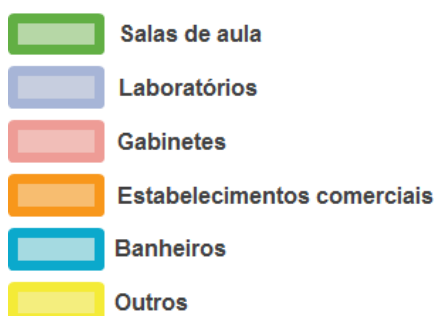 Salas de aula
Laboratórios
Gabinetes
Estabelecimentos comerciais
Banheiros
Outros